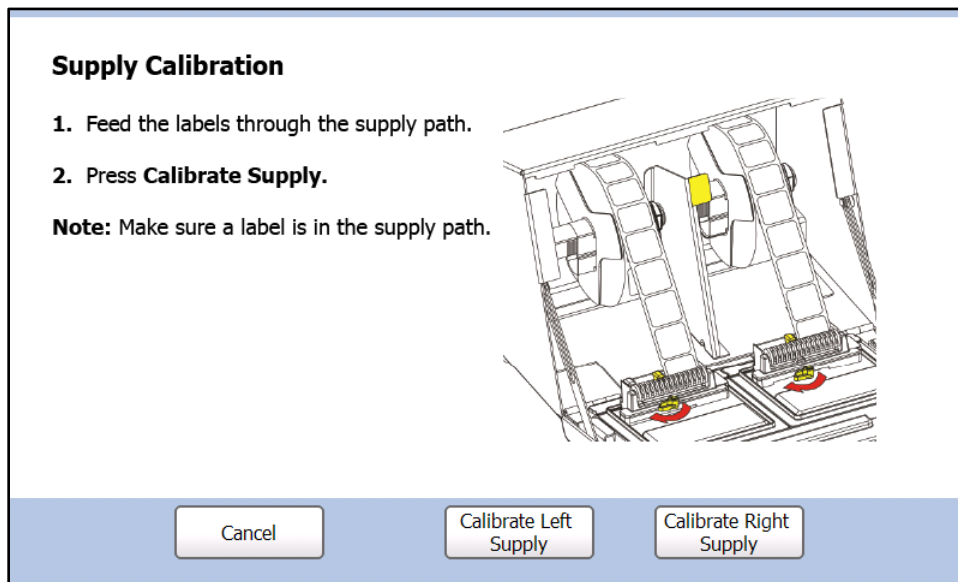 Supply Calibration
1. Feed the labels through the supply path.
2. Press Calibrate Supply.
Note: Make sure a label is in the supply path.
Cancel
Calibrate Left
Supply
Calibrate Right
Supply